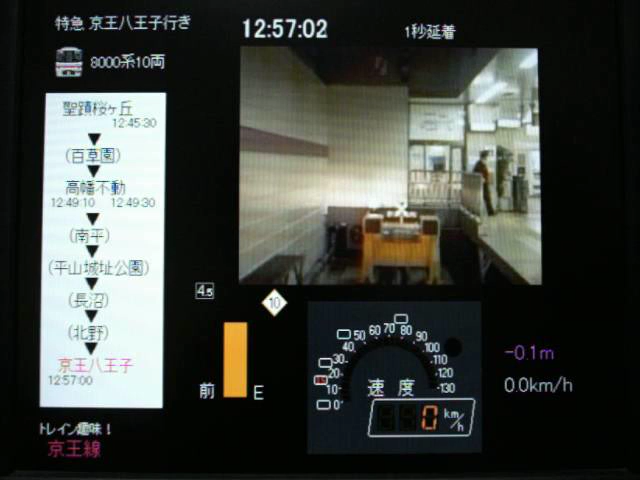 特急 京王八王子行き
12:57:02
1秒延着
8000系10両
聖蹟桜ヶ丘
12:45:30
(百草園)
高幡不動
12:49:10 12:49:30
(南平)
(平山城址公園)
(長沼)
(北野)
京王八王子
12:57:00
4.5
10
前
E
0
10
20
30
40
50
60
70
80
90
100
110
120
130
速度
0 km/h
-0.1m
0.0km/h
トレイン趣味!
京王線